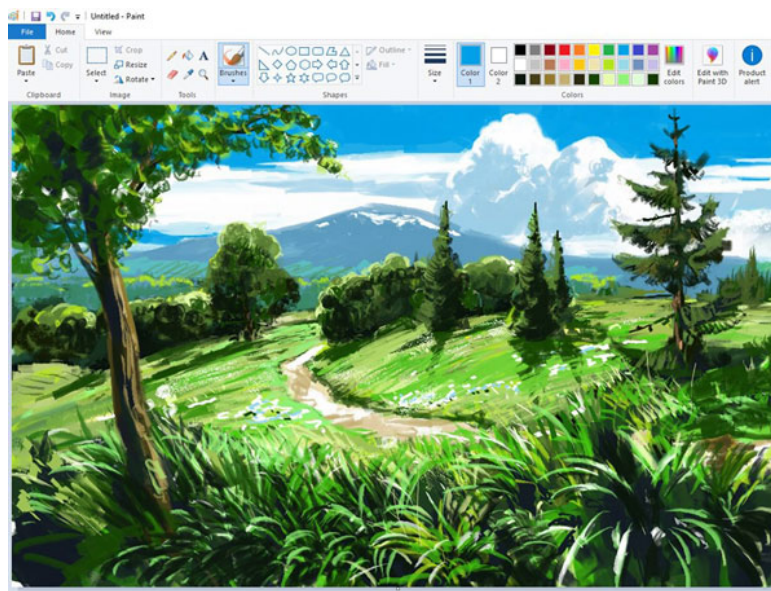 Untitled - Paint
File Home View
Paste
Cut
Copy
Clipboard
Select
Crop
Resize
Rotate
Image
Tools
Brushes
Outline
Fill
Shapes
Size
Color 1
Color 2
Edit colors
Colors
Edit with Paint 3D
Product alert